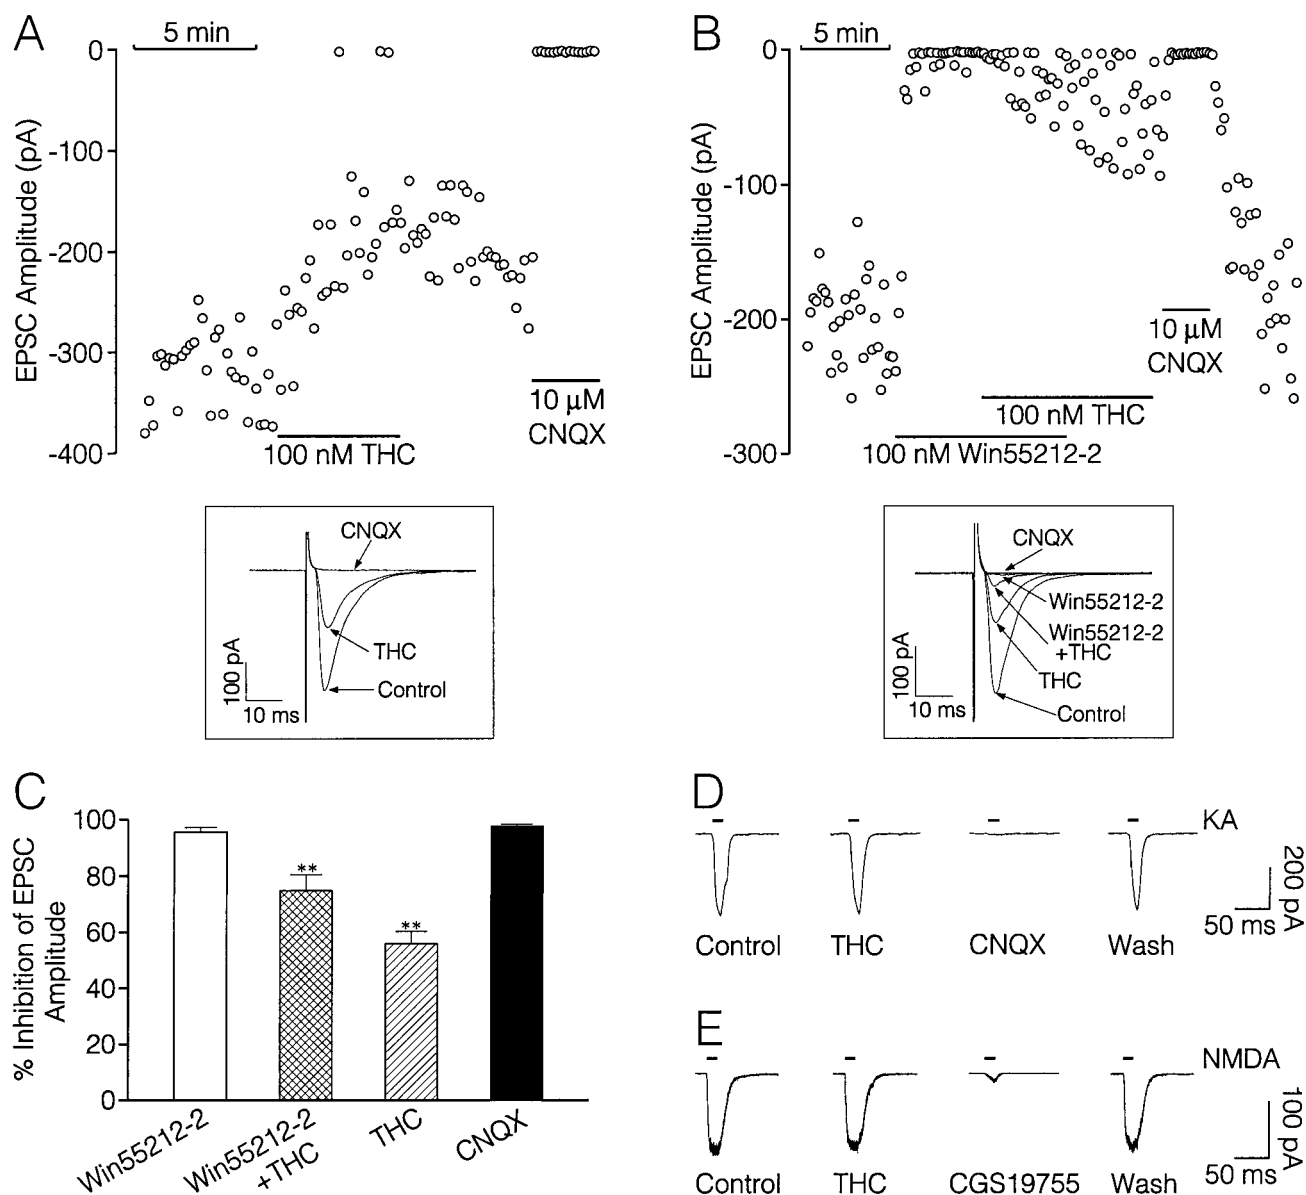 A
5 min
0
-100
-200
-300
-400
EPSC Amplitude (pA)
10 µM
CNQX
100 nM THC
CNQX
THC
Control
100 pA
10 ms
B
5 min
0
-100
-200
-300
EPSC Amplitude (pA)
10 µM
CNQX
100 nM THC
100 nM Win55212-2
CNQX
Win55212-2
Win55212-2
+THC
THC
Control
100 pA
10 ms
C
100
80
60
40
20
0
% Inhibition of EPSC
Amplitude
**
**
Win55212-2
Win55212-2
+THC
THC
CNQX
D
KA
200 pA
50 ms
Control
THC
CNQX
Wash
E
NMDA
100 pA
50 ms
Control
THC
CGS19755
Wash